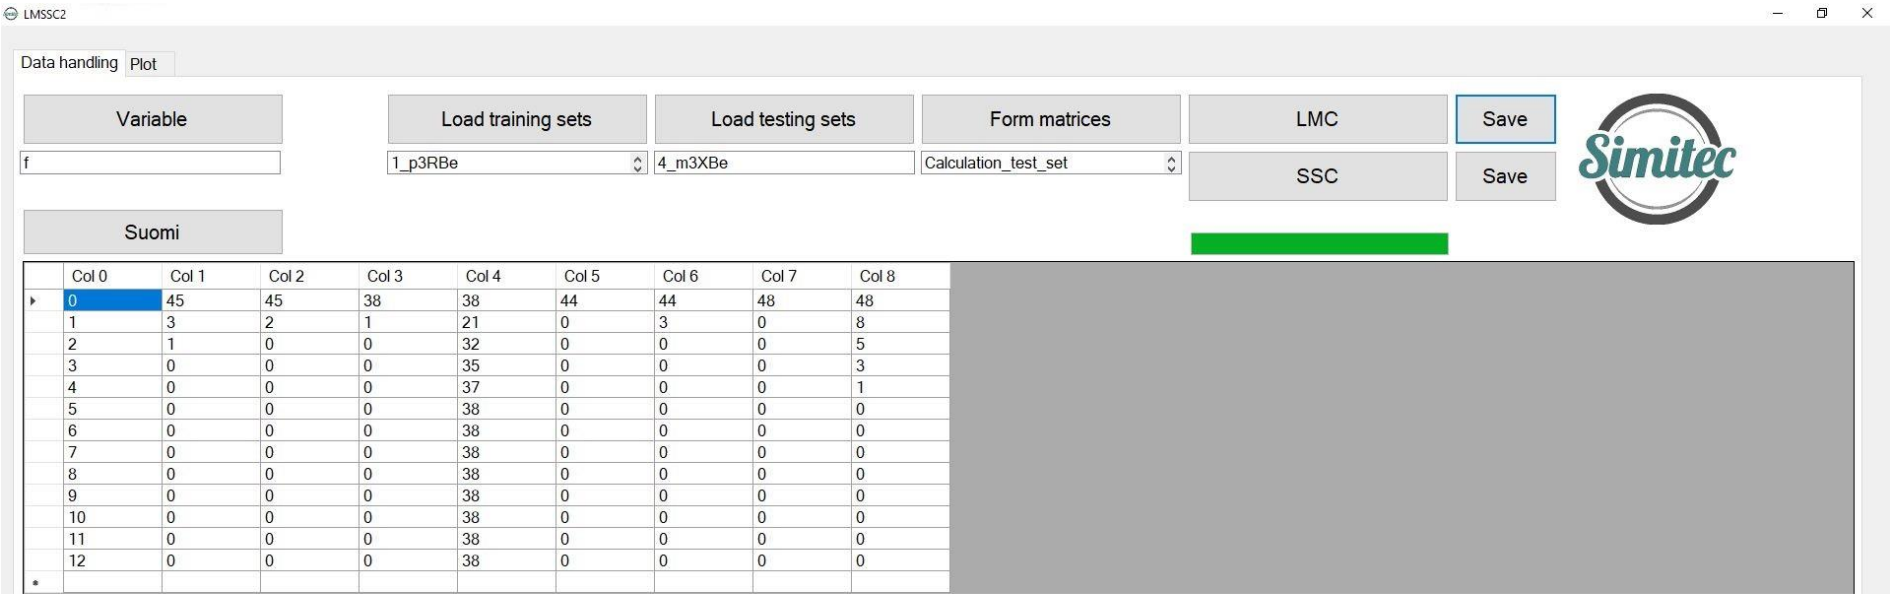 LMSSC2
Data handling Plot
Variable Load training sets Load testing sets Form matrices LMC Save
f 1_p3RBe 4_m3XBe Calculation_test_set
SSC Save
Simitec
Suomi
Col 0 Col 1 Col 2 Col 3 Col 4 Col 5 Col 6 Col 7 Col 8
0 45 45 38 38 44 44 48 48
1 3 2 1 21 0 3 0 8
2 1 0 0 32 0 0 0 5
3 0 0 0 35 0 0 0 3
4 0 0 0 37 0 0 0 1
5 0 0 0 38 0 0 0 0
6 0 0 0 38 0 0 0 0
7 0 0 0 38 0 0 0 0
8 0 0 0 38 0 0 0 0
9 0 0 0 38 0 0 0 0
10 0 0 0 38 0 0 0 0
11 0 0 0 38 0 0 0 0
12 0 0 0 38 0 0 0 0
*